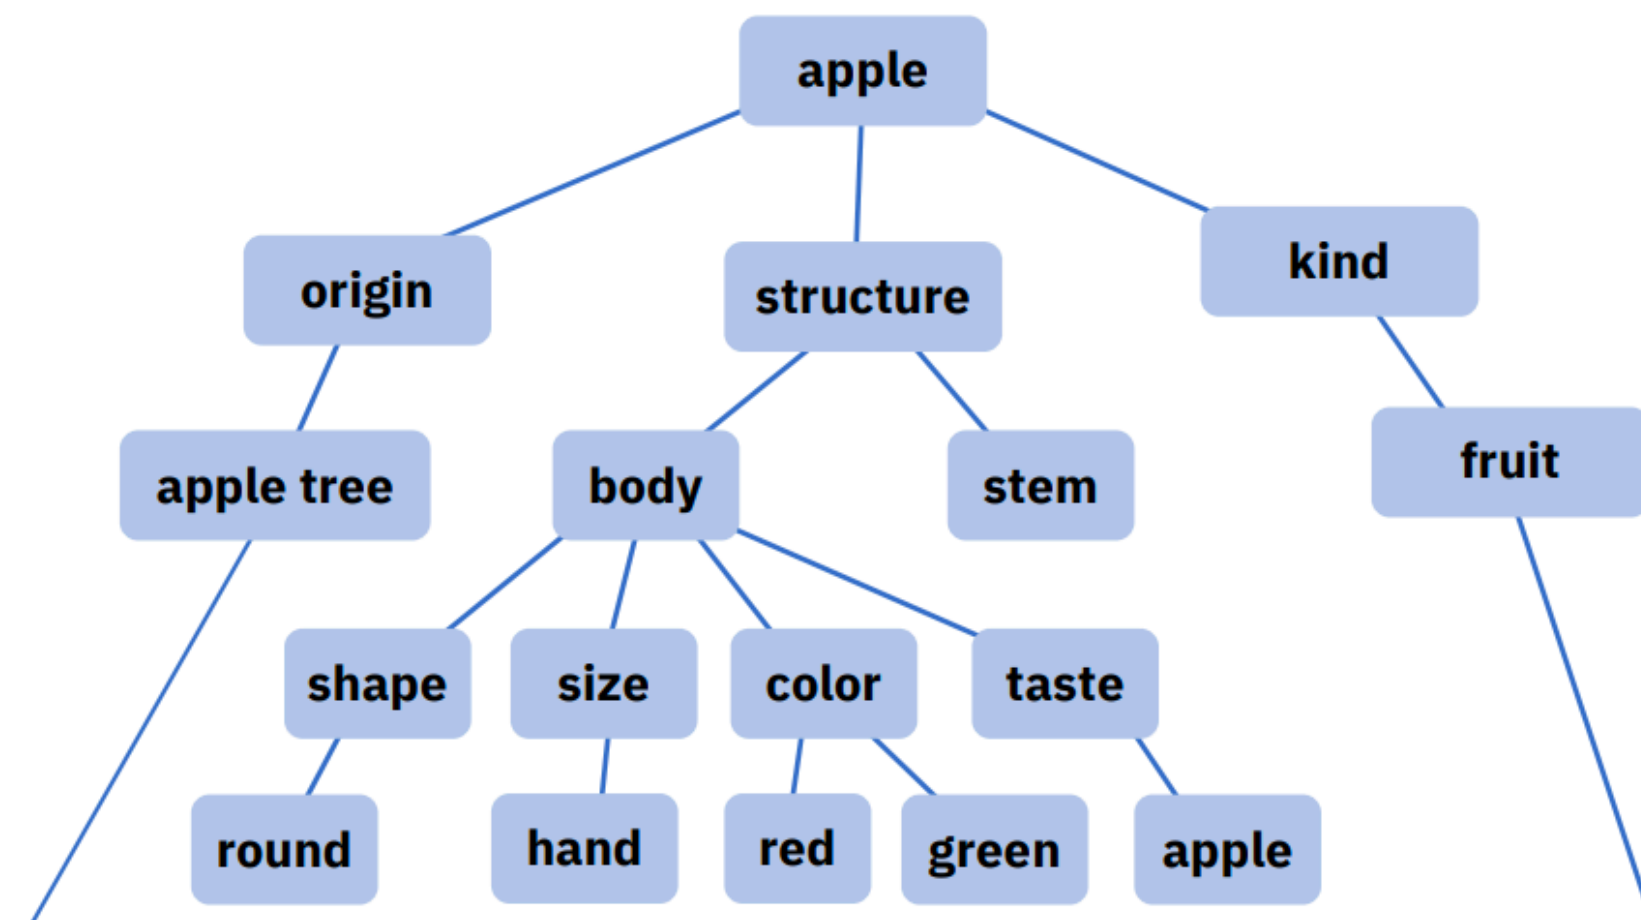 apple
origin
structure
kind
apple tree
body
stem
fruit
shape
size
color
taste
round
hand
red
green
apple